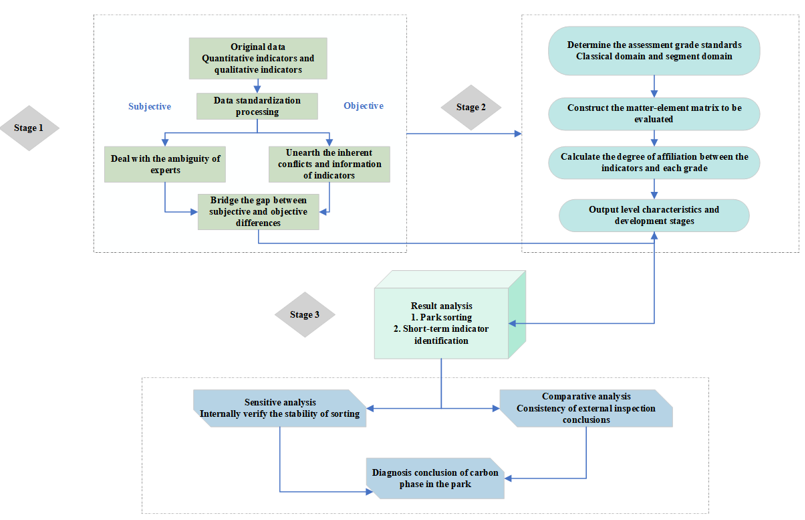 Stage 1
Original data
Quantitative indicators and
qualitative indicators
Subjective
Objective
Data standardization
processing
Deal with the ambiguity of
experts
Unearth the inherent
conflicts and information
of indicators
Bridge the gap between
subjective and objective
differences
Stage 2
Determine the assessment grade standards
Classical domain and segment domain
Construct the matter-element matrix to be
evaluated
Calculate the degree of affiliation between the
indicators and each grade
Output level characteristics and
development stages
Stage 3
Result analysis
1. Park sorting
2. Short-term indicator
identification
Sensitive analysis
Internally verify the stability of sorting
Comparative analysis
Consistency of external inspection
conclusions
Diagnosis conclusion of carbon
phase in the park